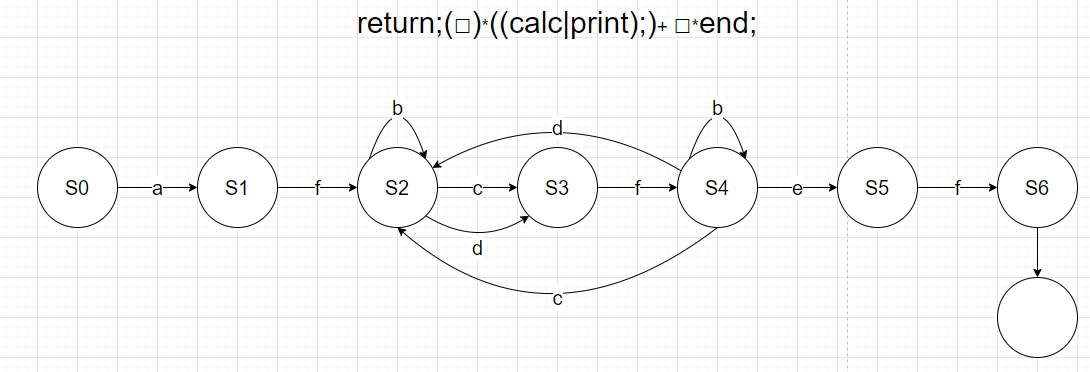 return;(□)*((calc|print);)+ □*end;
b b
d
S0 a S1 f S2 c S3 f S4 e S5 f S6
d
c